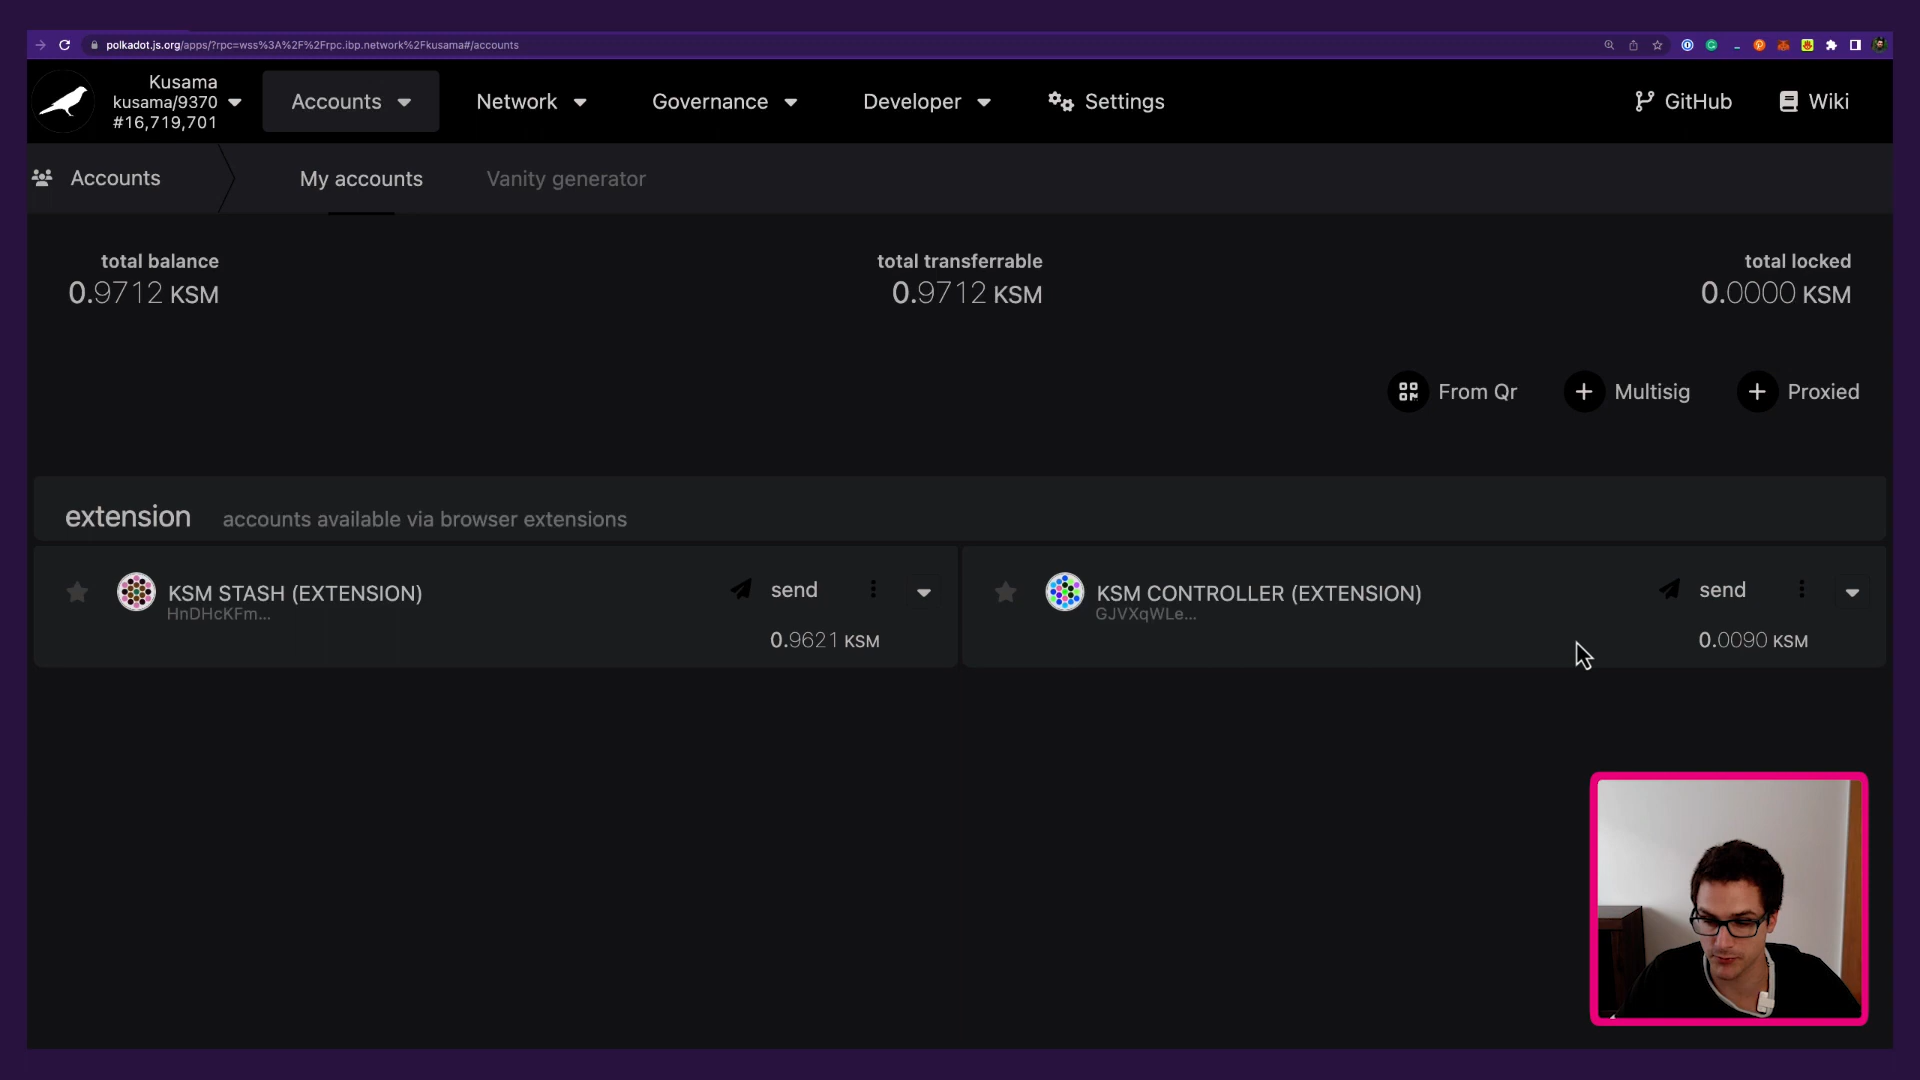 polkadot.js.org/apps/?rpc=wss%3A%2F%2Frpc.ibp.network%2Fkusama#/accounts
Kusama
kusama/9370
#16,719,701
Accounts
Network
Governance
Developer
Settings
GitHub
Wiki
Accounts
My accounts
Vanity generator
total balance
0.9712 KSM
total transferrable
0.9712 KSM
total locked
0.0000 KSM
From Qr
Multisig
Proxied
extension
accounts available via browser extensions
KSM STASH (EXTENSION)
HnDHcKFm...
send
0.9621 KSM
KSM CONTROLLER (EXTENSION)
GJVXqWLe...
send
0.0090 KSM